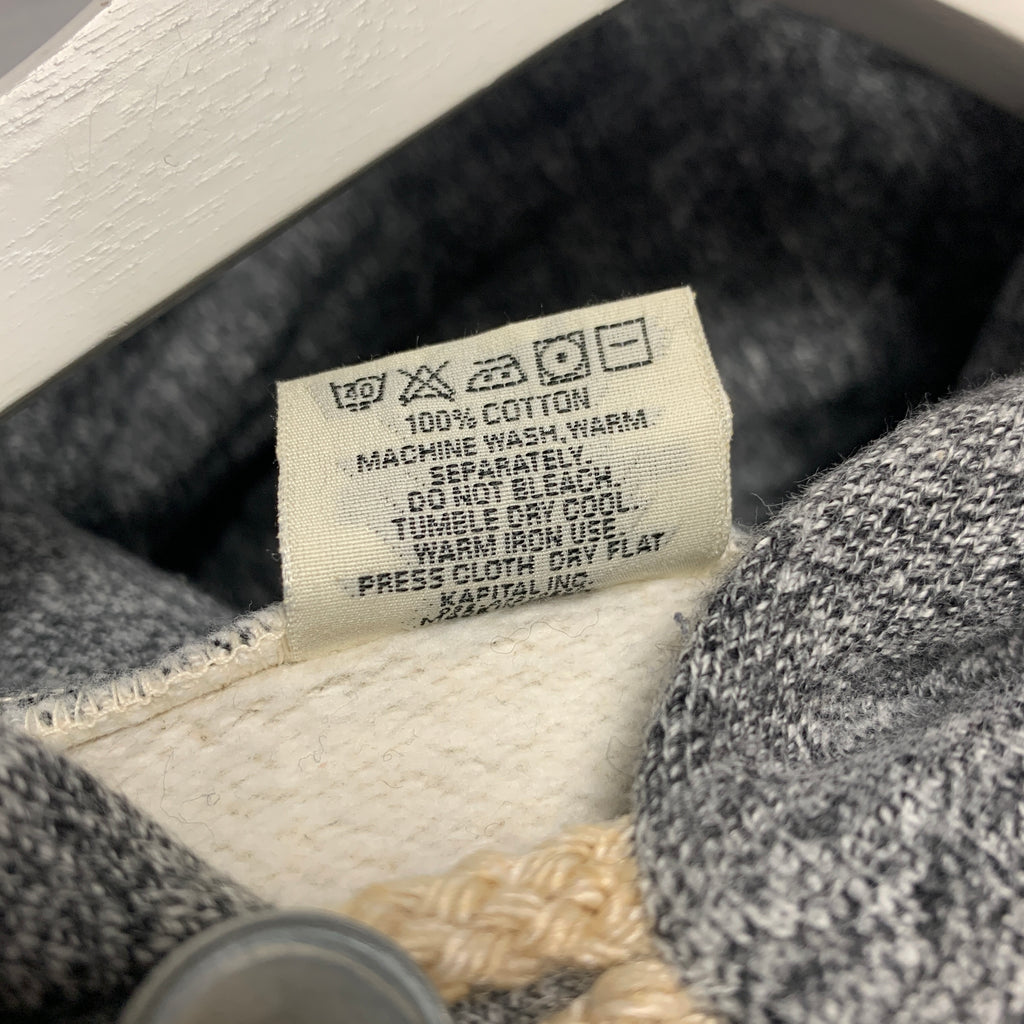 40
100% COTTON
MACHINE WASH, WARM
SEPARATELY.
DO NOT BLEACH.
TUMBLE DRY COOL.
WARM IRON USE
PRESS CLOTH DRY FLAT
KAPITAL INC.